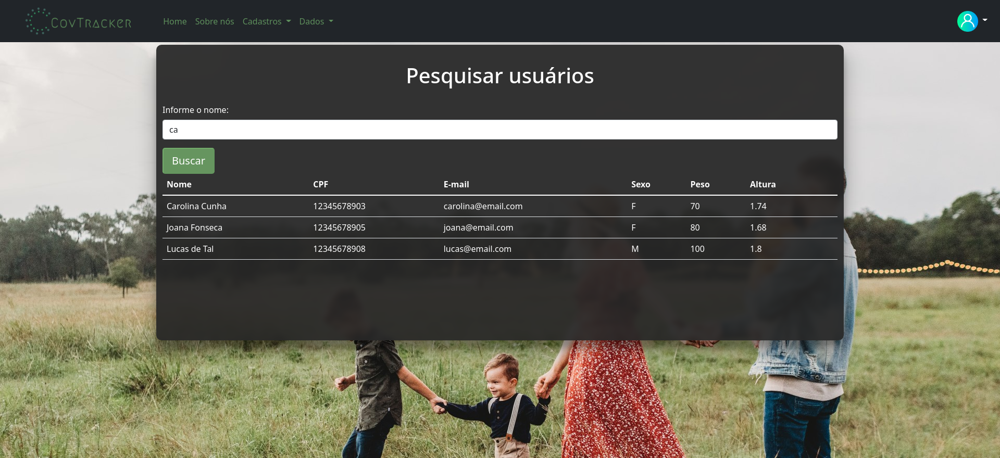 CovTracker
Home Sobre nós Cadastros Dados
Pesquisar usuários
Informe o nome:
ca
Buscar
Nome CPF E-mail Sexo Peso Altura
Carolina Cunha 12345678903 carolina@email.com F 70 1.74
Joana Fonseca 12345678905 joana@email.com F 80 1.68
Lucas de Tal 12345678908 lucas@email.com M 100 1.8